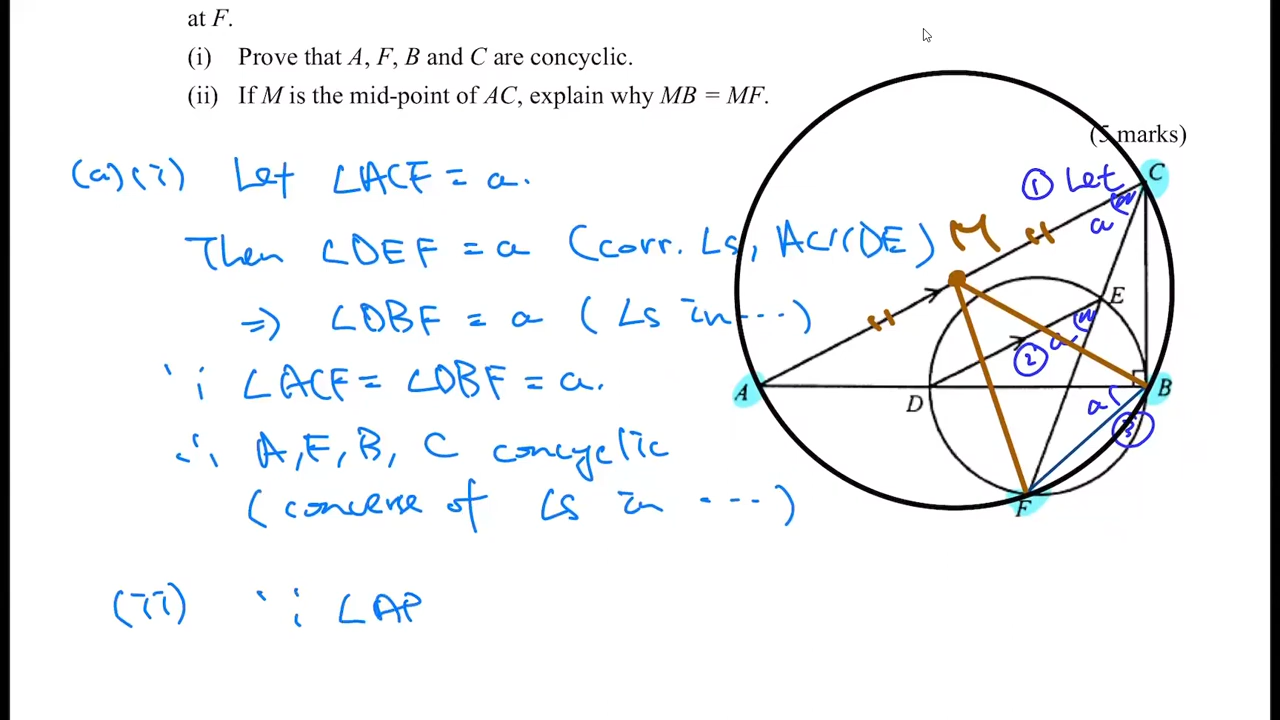 at F.
(i) Prove that A, F, B and C are concyclic.
(ii) If M is the mid-point of AC, explain why MB = MF.
(5 marks)
(a)(i) Let ∠ACF = a.
Then ∠DEF = a (corr. ∠s, AC//DE)
⇒ ∠DBF = a (∠s in ...)
∵ ∠ACF = ∠DBF = a.
∴ A, F, B, C concyclic
(converse of ∠s in ...)
(ii) ∵ ∠AB
① Let
C
a
M
E
a
②
A
D
B
a
③
F